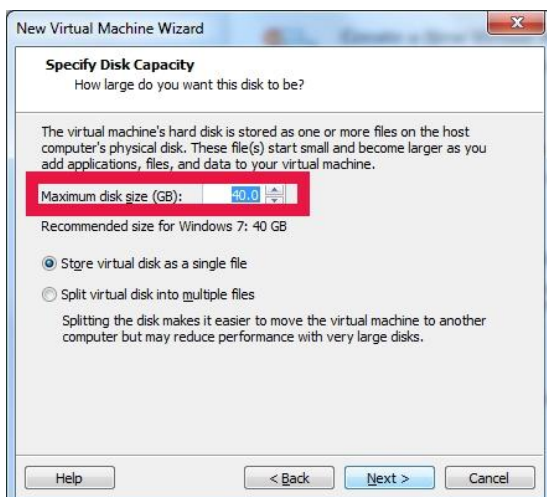 New Virtual Machine Wizard
Specify Disk Capacity
How large do you want this disk to be?
The virtual machine's hard disk is stored as one or more files on the host
computer's physical disk. These file(s) start small and become larger as you
add applications, files, and data to your virtual machine.
Maximum disk size (GB): 40.0
Recommended size for Windows 7: 40 GB
Store virtual disk as a single file
Split virtual disk into multiple files
Splitting the disk makes it easier to move the virtual machine to another
computer but may reduce performance with very large disks.
Help < Back Next > Cancel